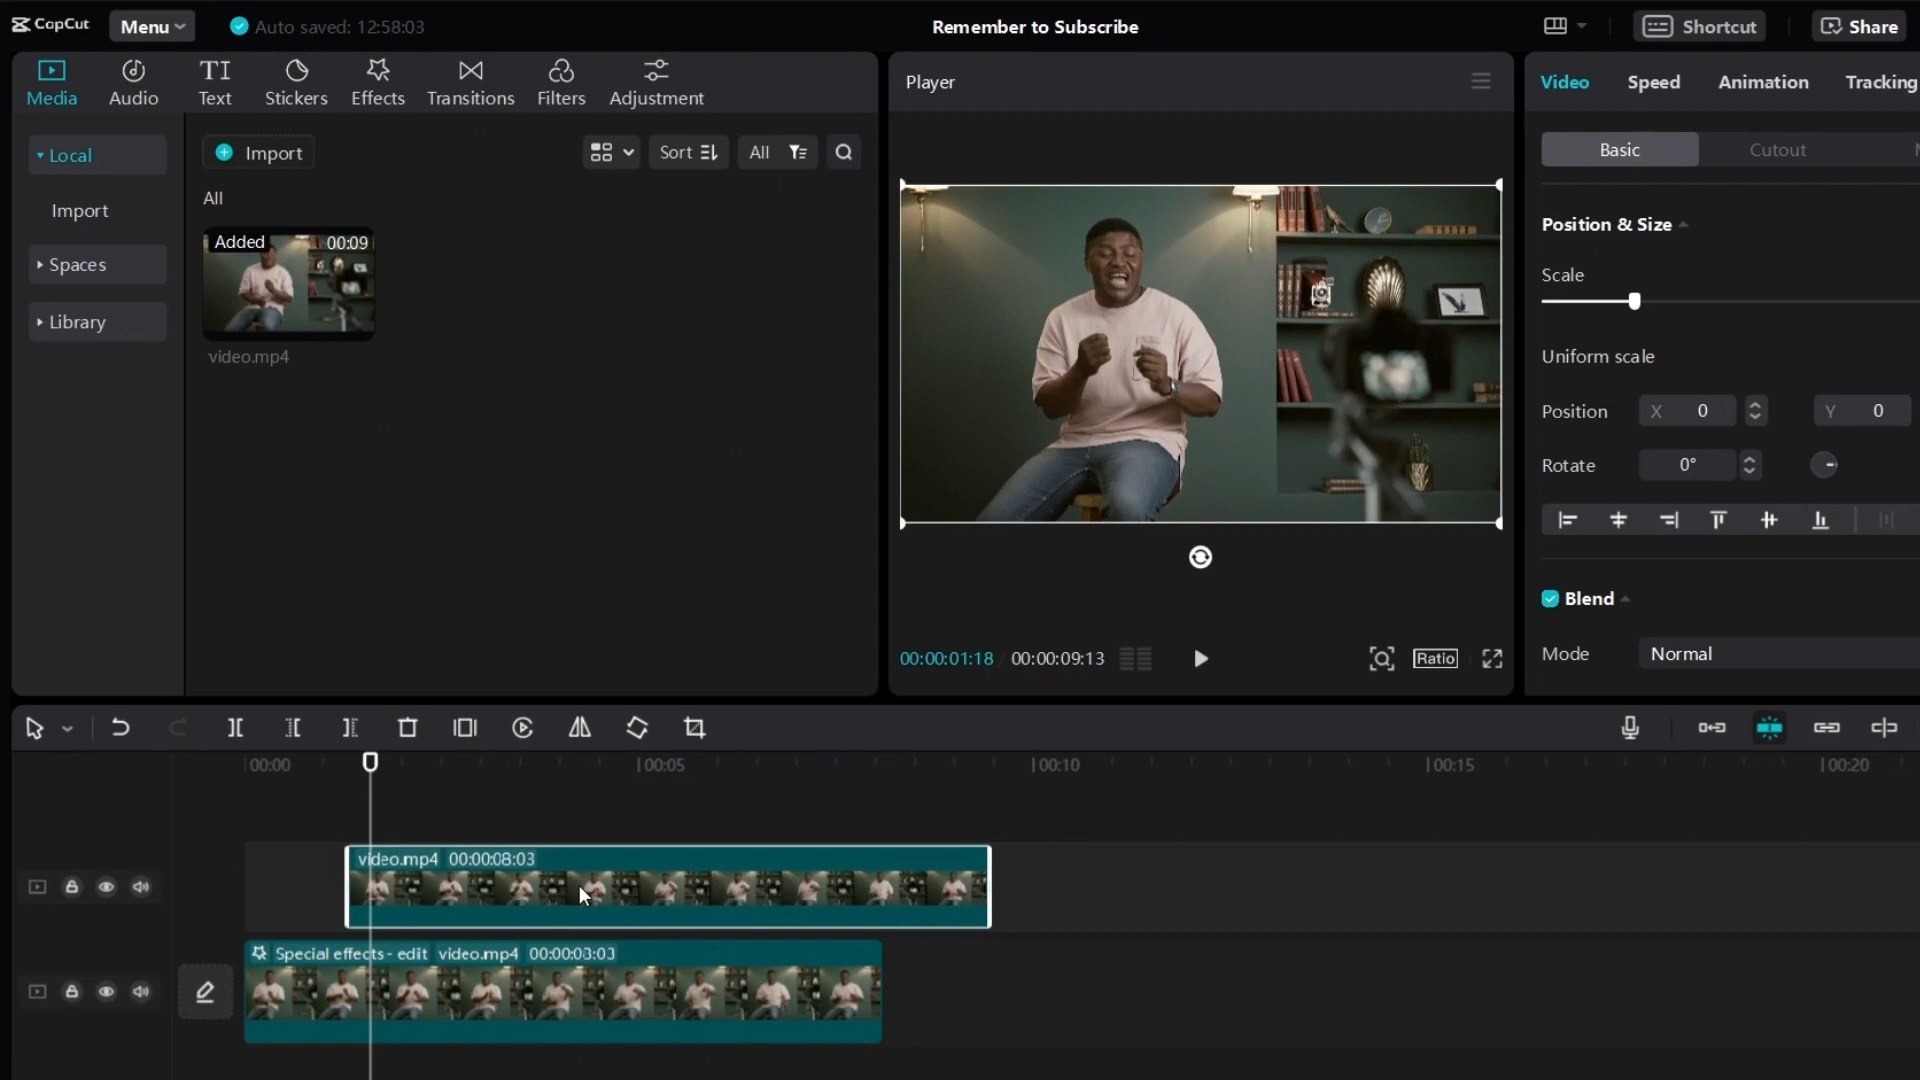 CapCut
Menu
Auto saved: 12:58:03
Remember to Subscribe
Shortcut
Share
Media
Audio
TI
Text
Stickers
Effects
Transitions
Filters
Adjustment
Player
Video
Speed
Animation
Tracking
Local
Import
Spaces
Library
Import
Sort
All
All
Added
00:09
video.mp4
Basic
Cutout
Position & Size
Scale
Uniform scale
Position
X
0
Y
0
Rotate
0°
Blend
Mode
Normal
00:00:01:18
00:00:09:13
Ratio
00:00
00:05
00:10
00:15
00:20
video.mp4 00:00:08:03
Special effects - edit video.mp4 00:00:08:03